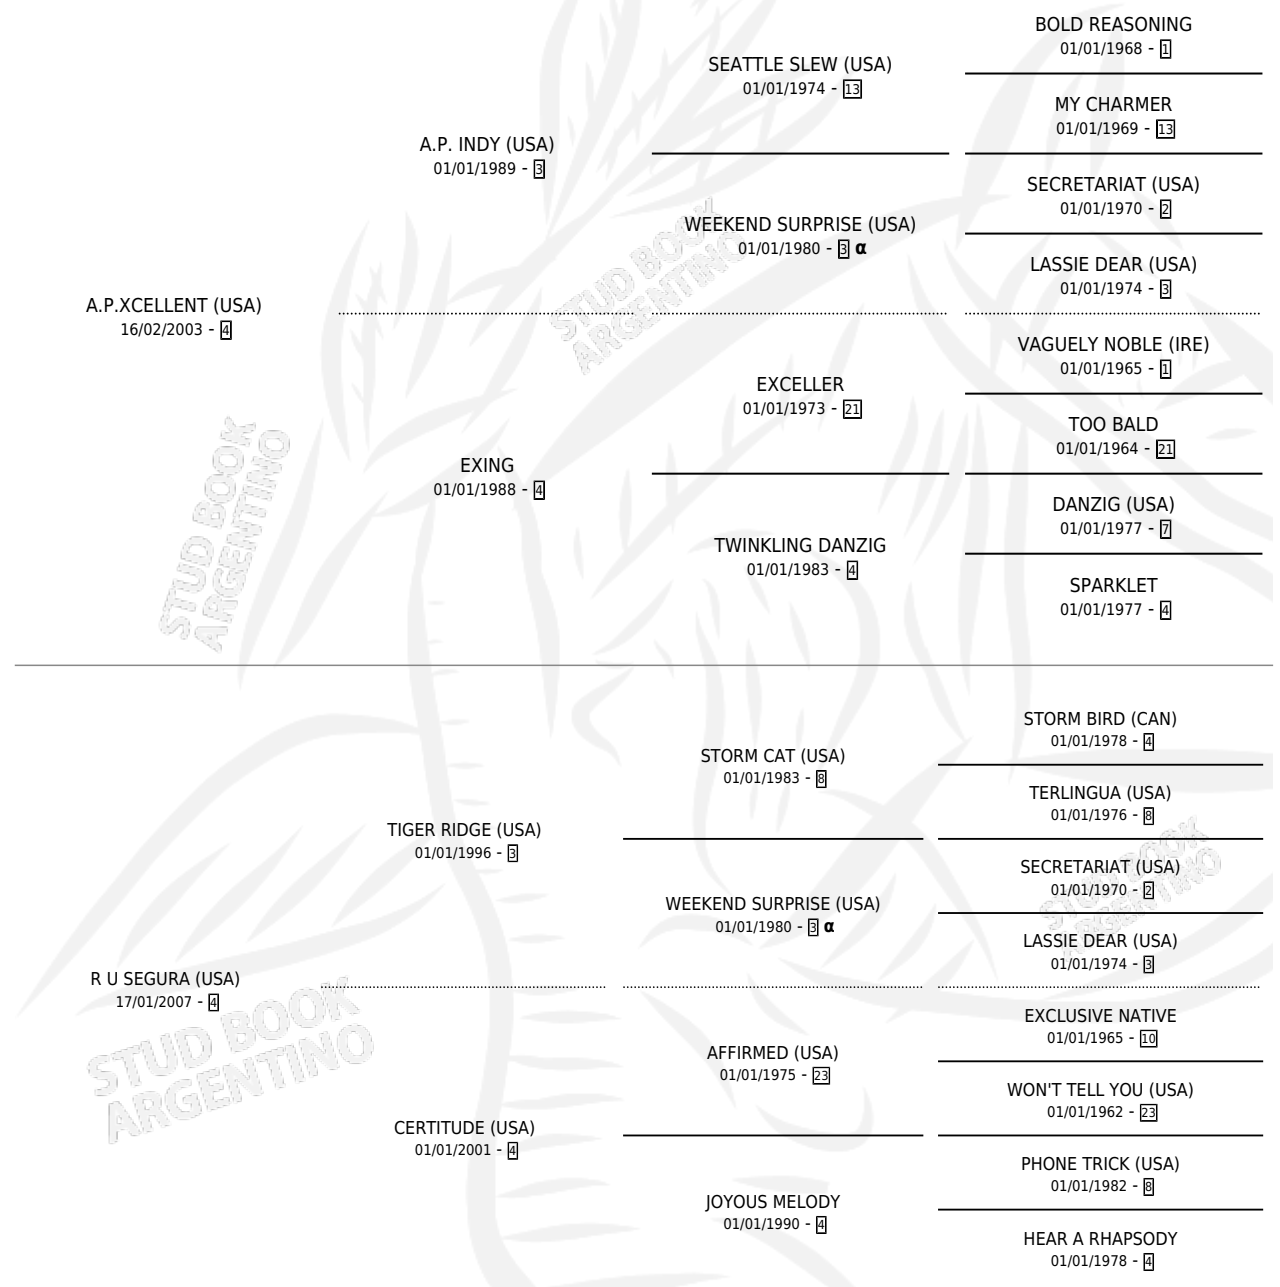 BOLD REASONING
01/01/1968 - 1
SEATTLE SLEW (USA)
01/01/1974 - 13
MY CHARMER
01/01/1969 - 13
A.P. INDY (USA)
01/01/1989 - 3
SECRETARIAT (USA)
01/01/1970 - 2
WEEKEND SURPRISE (USA)
01/01/1980 - 3 α
LASSIE DEAR (USA)
01/01/1974 - 3
STUD BOOK
ARGENTINO
A.P.XCELLENT (USA)
16/02/2003 - 4
VAGUELY NOBLE (IRE)
01/01/1965 - 1
EXCELLER
01/01/1973 - 21
TOO BALD
01/01/1964 - 21
EXING
01/01/1988 - 4
DANZIG (USA)
01/01/1977 - 7
TWINKLING DANZIG
01/01/1983 - 4
SPARKLET
01/01/1977 - 4
STUD BOOK
ARGENTINO
STORM BIRD (CAN)
01/01/1978 - 4
STORM CAT (USA)
01/01/1983 - 8
TERLINGUA (USA)
01/01/1976 - 8
TIGER RIDGE (USA)
01/01/1996 - 3
SECRETARIAT (USA)
01/01/1970 - 2
WEEKEND SURPRISE (USA)
01/01/1980 - 3 α
LASSIE DEAR (USA)
01/01/1974 - 3
STUD BOOK
ARGENTINO
R U SEGURA (USA)
17/01/2007 - 4
EXCLUSIVE NATIVE
01/01/1965 - 10
AFFIRMED (USA)
01/01/1975 - 23
WON'T TELL YOU (USA)
01/01/1962 - 23
CERTITUDE (USA)
01/01/2001 - 4
PHONE TRICK (USA)
01/01/1982 - 8
JOYOUS MELODY
01/01/1990 - 4
HEAR A RHAPSODY
01/01/1978 - 4
STUD BOOK
ARGENTINO